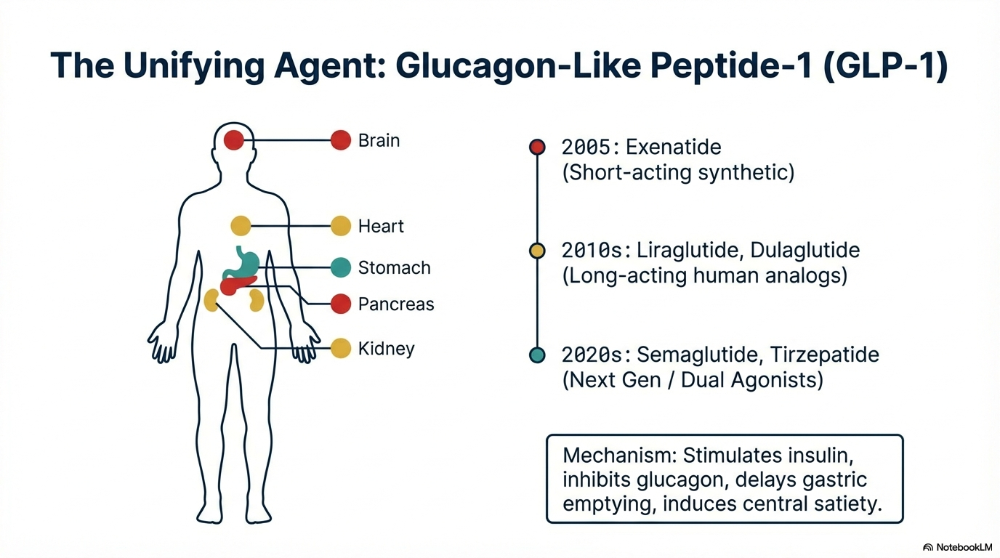 The Unifying Agent: Glucagon-Like Peptide-1 (GLP-1)
Brain
Heart
Stomach
Pancreas
Kidney
2005: Exenatide
(Short-acting synthetic)
2010s: Liraglutide, Dulaglutide
(Long-acting human analogs)
2020s: Semaglutide, Tirzepatide
(Next Gen / Dual Agonists)
Mechanism: Stimulates insulin,
inhibits glucagon, delays gastric
emptying, induces central satiety.
NotebookLM